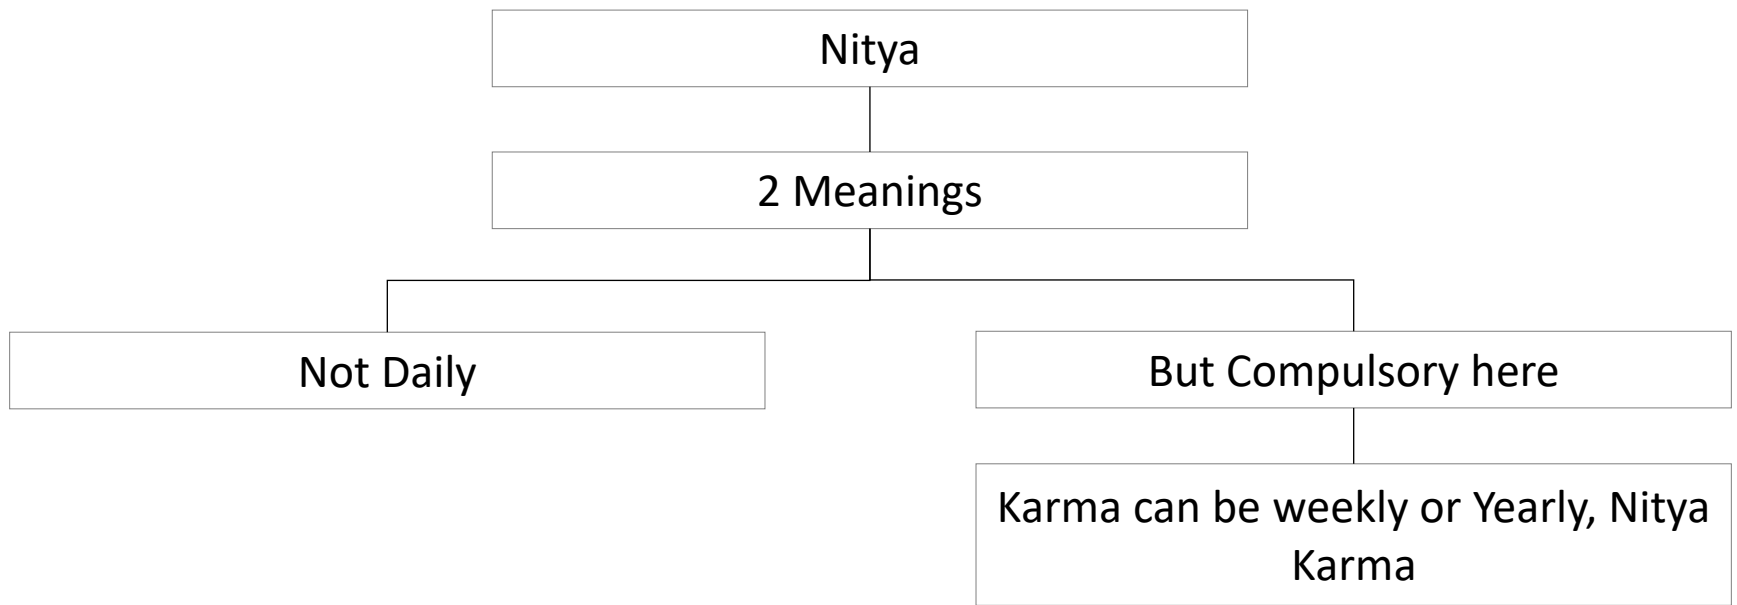 Nitya
2 Meanings
Not Daily
But Compulsory here
Karma can be weekly or Yearly, Nitya
Karma